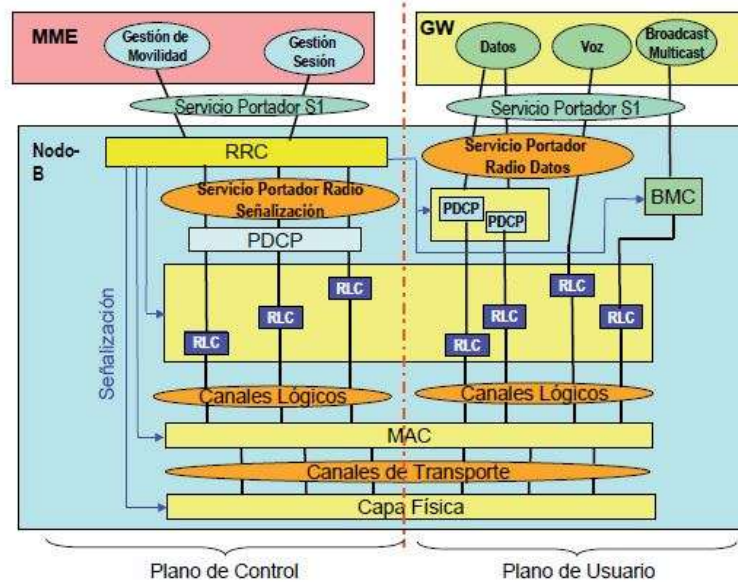 MME
Gestión de
Movilidad
Gestión
Sesión
GW
Datos
Voz
Broadcast
Multicast
Servicio Portador S1
Servicio Portador S1
Nodo-
B
RRC
Servicio Portador Radio
Señalización
PDCP
Servicio Portador
Radio Datos
PDCP
PDCP
BMC
RLC
RLC
RLC
RLC
RLC
RLC
RLC
Señalización
Canales Lógicos
Canales Lógicos
MAC
Canales de Transporte
Capa Física
Plano de Control
Plano de Usuario